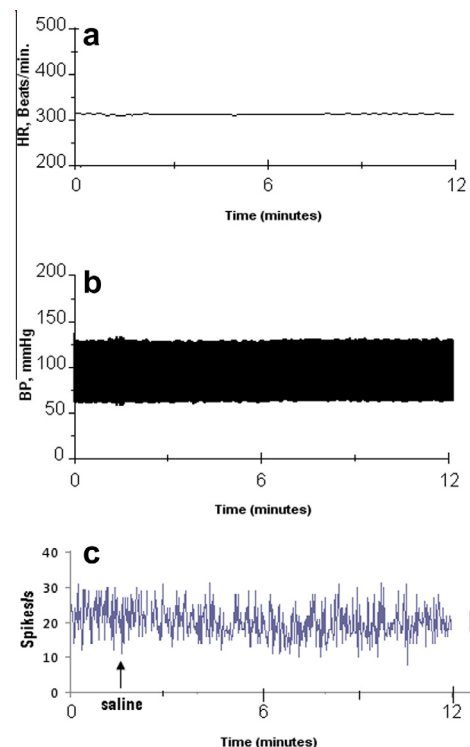 a
HR, Beats/min.
500
400
300
200
0 6 12
Time (minutes)
b
BP, mmHg
200
150
100
50
0
0 6 12
Time (minutes)
c
Spikes/s
40
30
20
10
0
0 6 12
saline
Time (minutes)